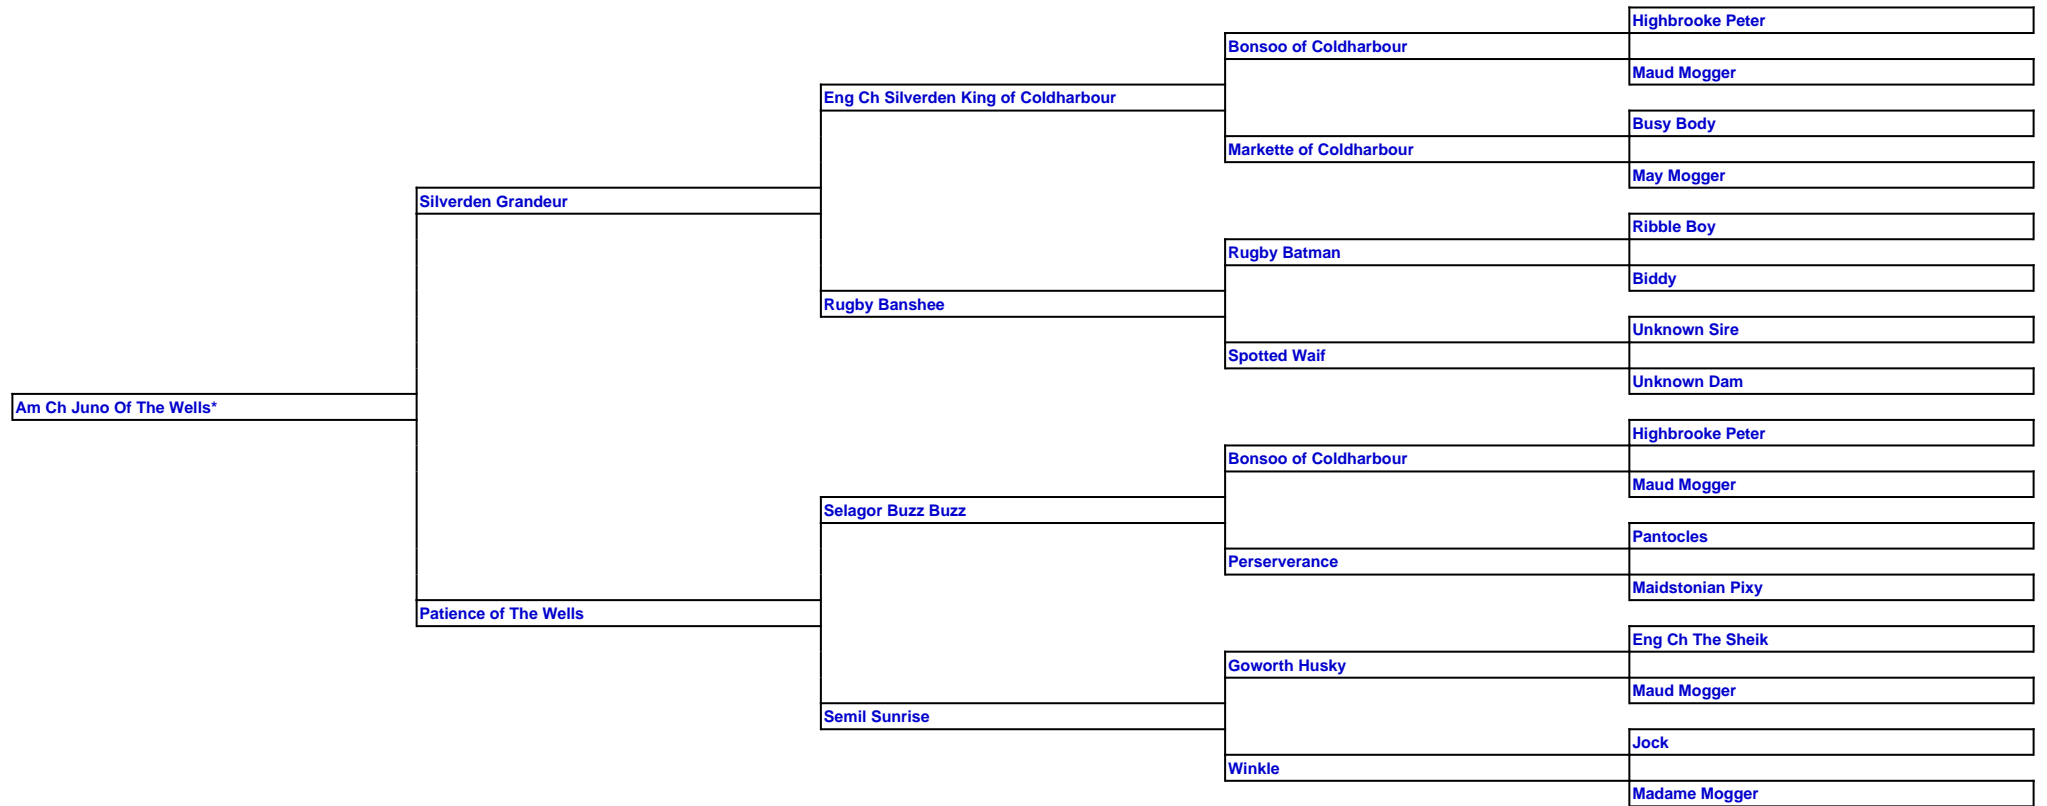 Highbrooke Peter
Bonsoo of Coldharbour
Maud Mogger
Eng Ch Silverden King of Coldharbour
Busy Body
Markette of Coldharbour
May Mogger
Silverden Grandeur
Ribble Boy
Rugby Batman
Biddy
Rugby Banshee
Unknown Sire
Spotted Waif
Unknown Dam
Am Ch Juno Of The Wells*
Highbrooke Peter
Bonsoo of Coldharbour
Maud Mogger
Selagor Buzz Buzz
Pantocles
Perserverance
Maidstonian Pixy
Patience of The Wells
Eng Ch The Sheik
Goworth Husky
Maud Mogger
Semil Sunrise
Jock
Winkle
Madame Mogger